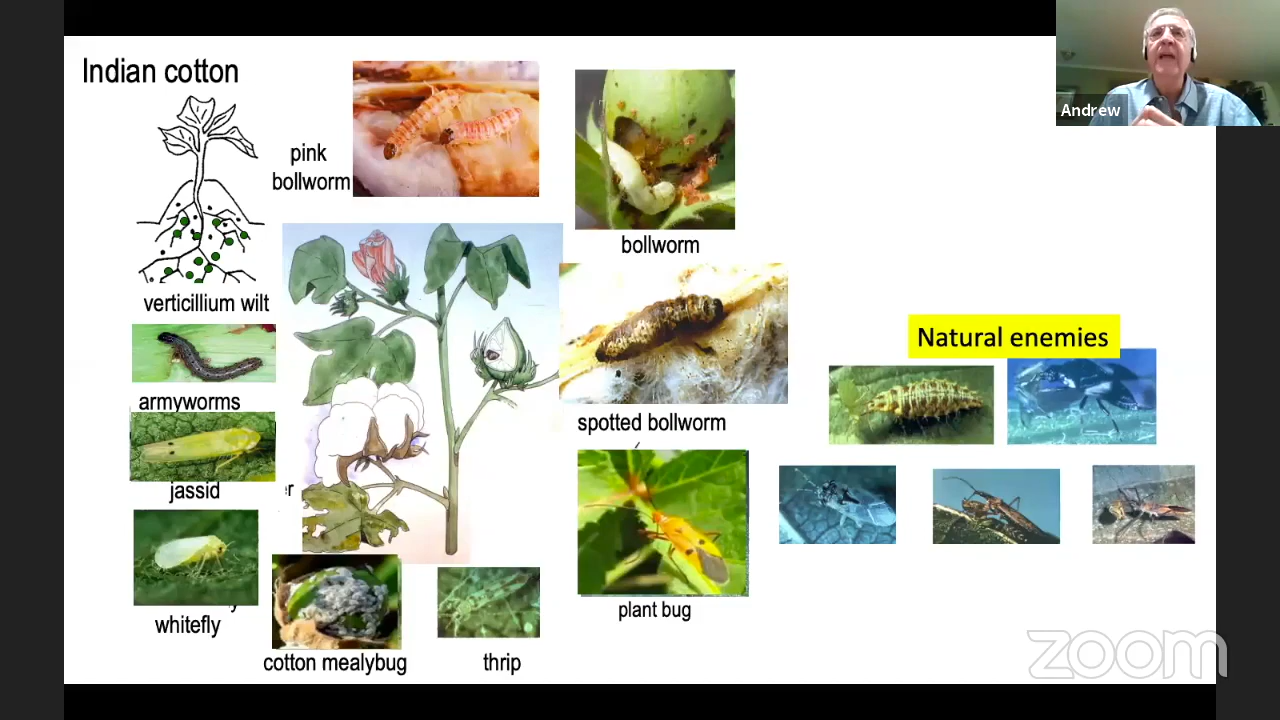 Indian cotton
pink
bollworm
bollworm
verticillium wilt
armyworms
jassid
er
whitefly
cotton mealybug
thrip
spotted bollworm
plant bug
Natural enemies
Andrew
zoom